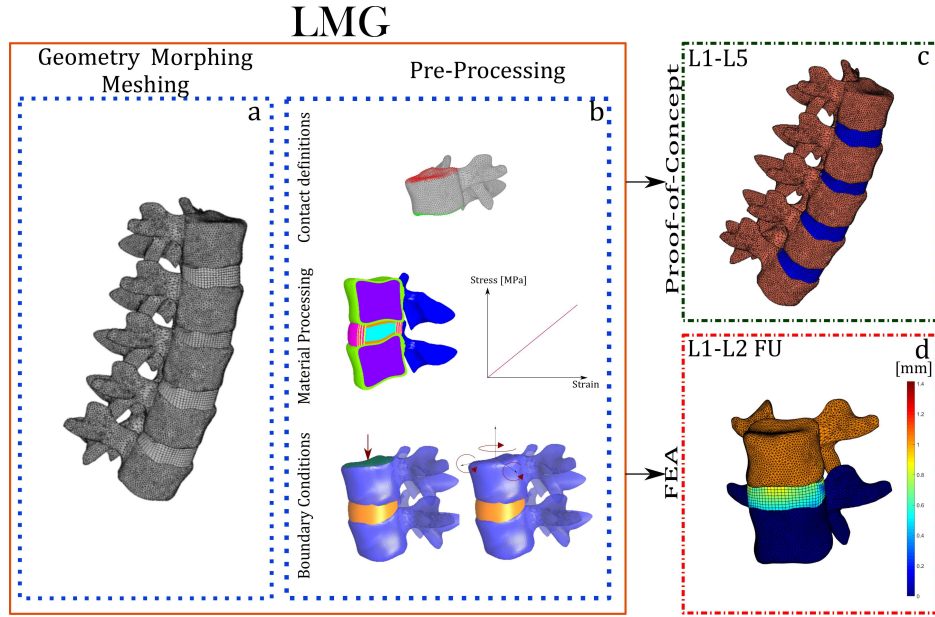 LMG
Geometry Morphing
Meshing
a
Pre-Processing
b
Contact definitions
Material Processing
Stress [MPa]
Strain
Boundary Conditions
Proof-of-Concept
L1-L5
c
FEA
L1-L2 FU
d
[mm]
1,4
1,2
1
0,8
0,6
0,4
0,2
0